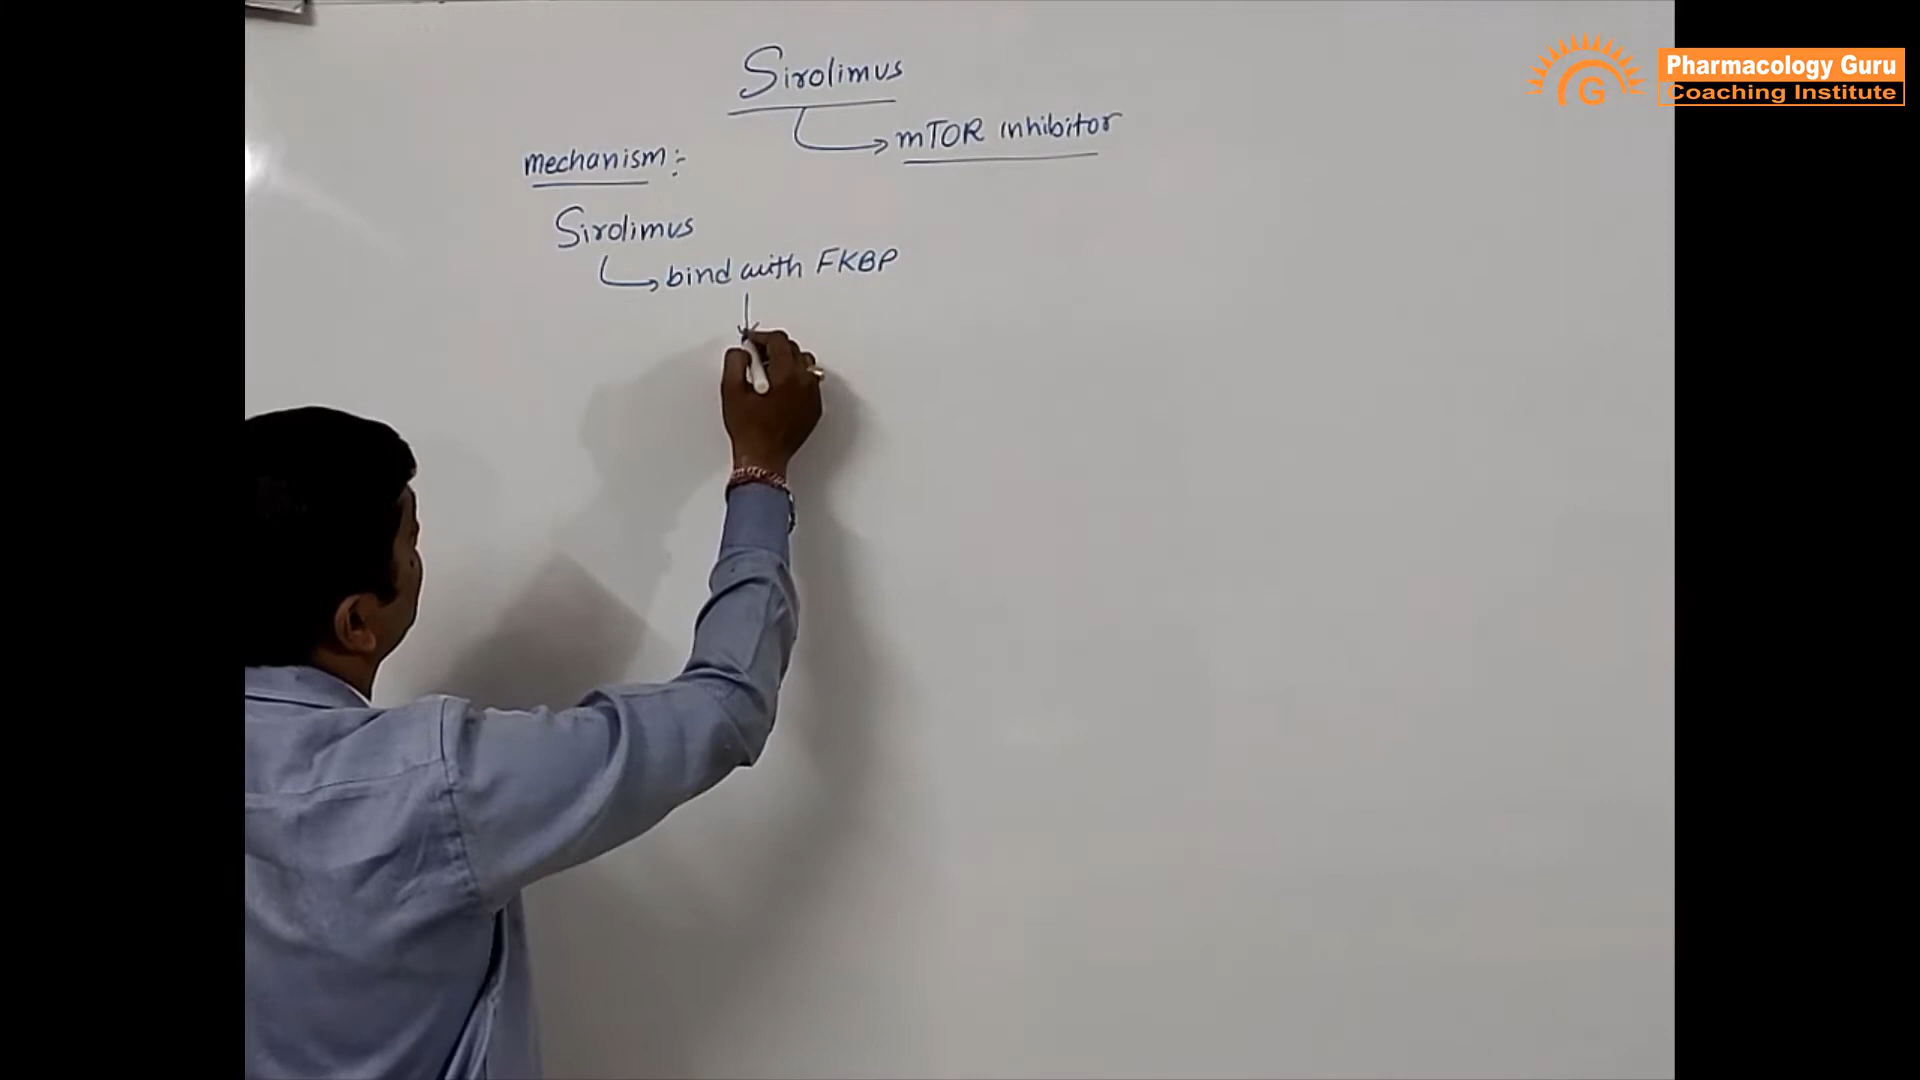 Sirolimus
mTOR inhibitor
mechanism :-
Sirolimus
bind with FKBP
Pharmacology Guru
Coaching Institute
G